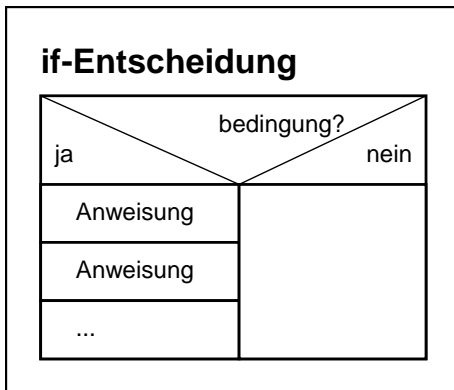 if-Entscheidung
bedingung?
ja
nein
Anweisung
Anweisung
...